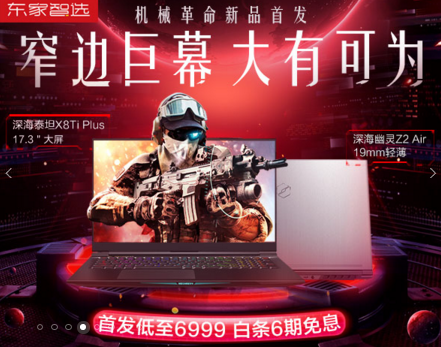 东家智选
机械革命新品首发
窄边巨幕 大有可为
深海泰坦X8Ti Plus
17.3＂大屏
深海幽灵Z2 Air
19mm轻薄
首发低至6999 白条6期免息